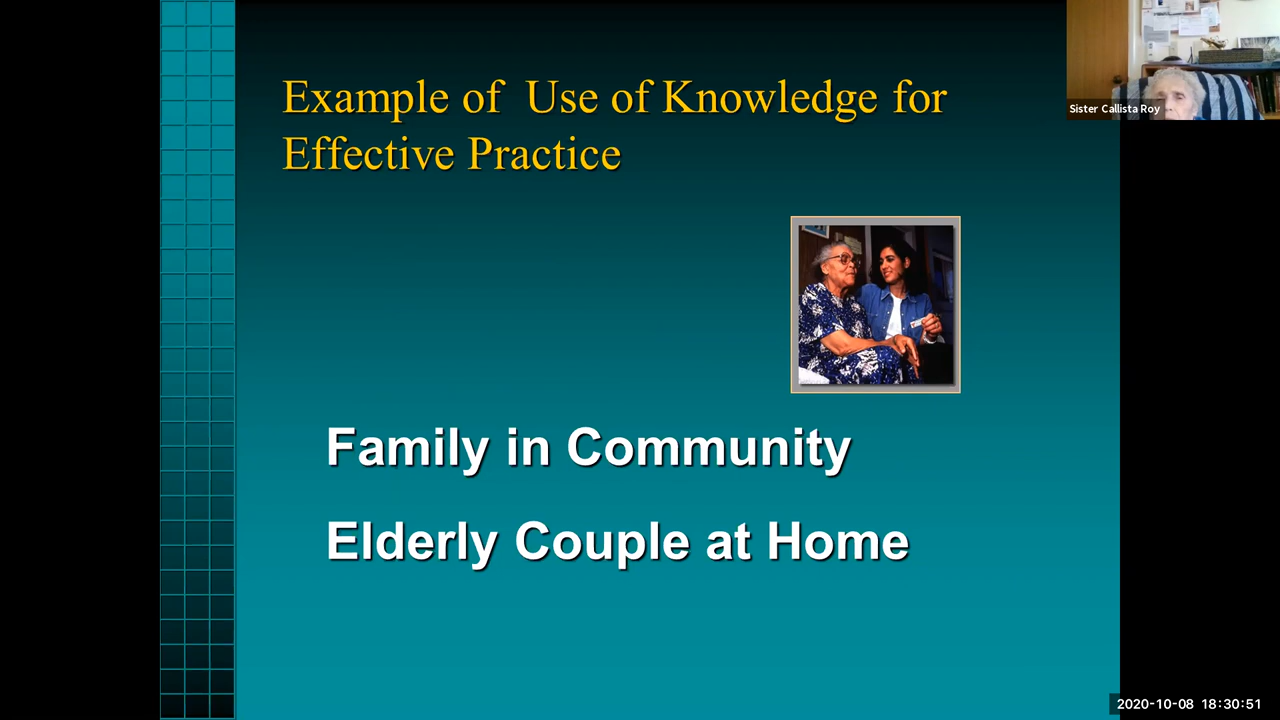 Example of  Use of Knowledge for
Effective Practice
Sister Callista Roy
Family in Community
Elderly Couple at Home
2020-10-08 18:30:51